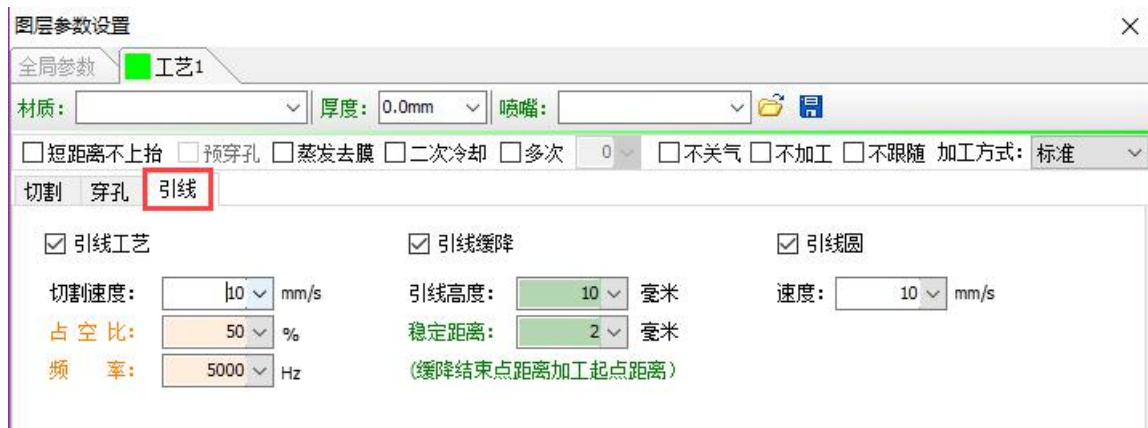 图层参数设置
全局参数 工艺1
材质: 厚度: 0.0mm 喷嘴:
短距离不上抬 预穿孔 蒸发去膜 二次冷却 多次 0 不关气 不加工 不跟随 加工方式: 标准
切割 穿孔 引线
引线工艺 引线缓降 引线圆
切割速度: 10 mm/s 引线高度: 10 毫米 速度: 10 mm/s
占空比: 50 % 稳定距离: 2 毫米
频率: 5000 Hz (缓降结束点距离加工起点距离)